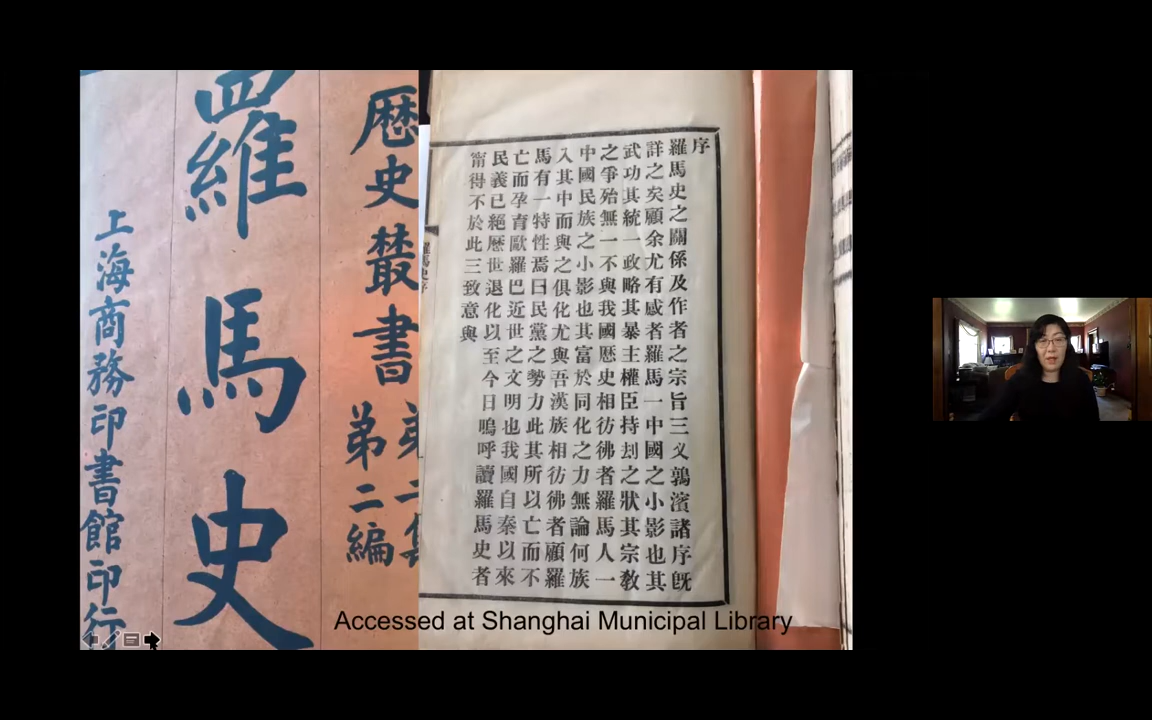 厯史叢書
弟二編
羅馬史
上海商務印書館印行
序
羅馬史之關係及作者之宗旨三乂鶉濱諸序旣
詳之矣顧余尤有感者羅馬一中國之小影也其
武功其統一政略其暴主權臣持刦之狀其宗敎
之爭殆無一不與我國歷史相彷彿者羅馬人一
中國民族之小影也其富於同化之力無論何族
入其中而與之俱化尤與吾漢族相彷彿者顧羅
馬有一特性焉曰民黨之勢力此其所以亡而不
亡而孕育歐羅巴近世之文明也我國自秦以來
民義已絕歷世退化以至今日嗚呼讀羅馬史者
甯得不於此三致意與
羅馬史序
Accessed at Shanghai Municipal Library